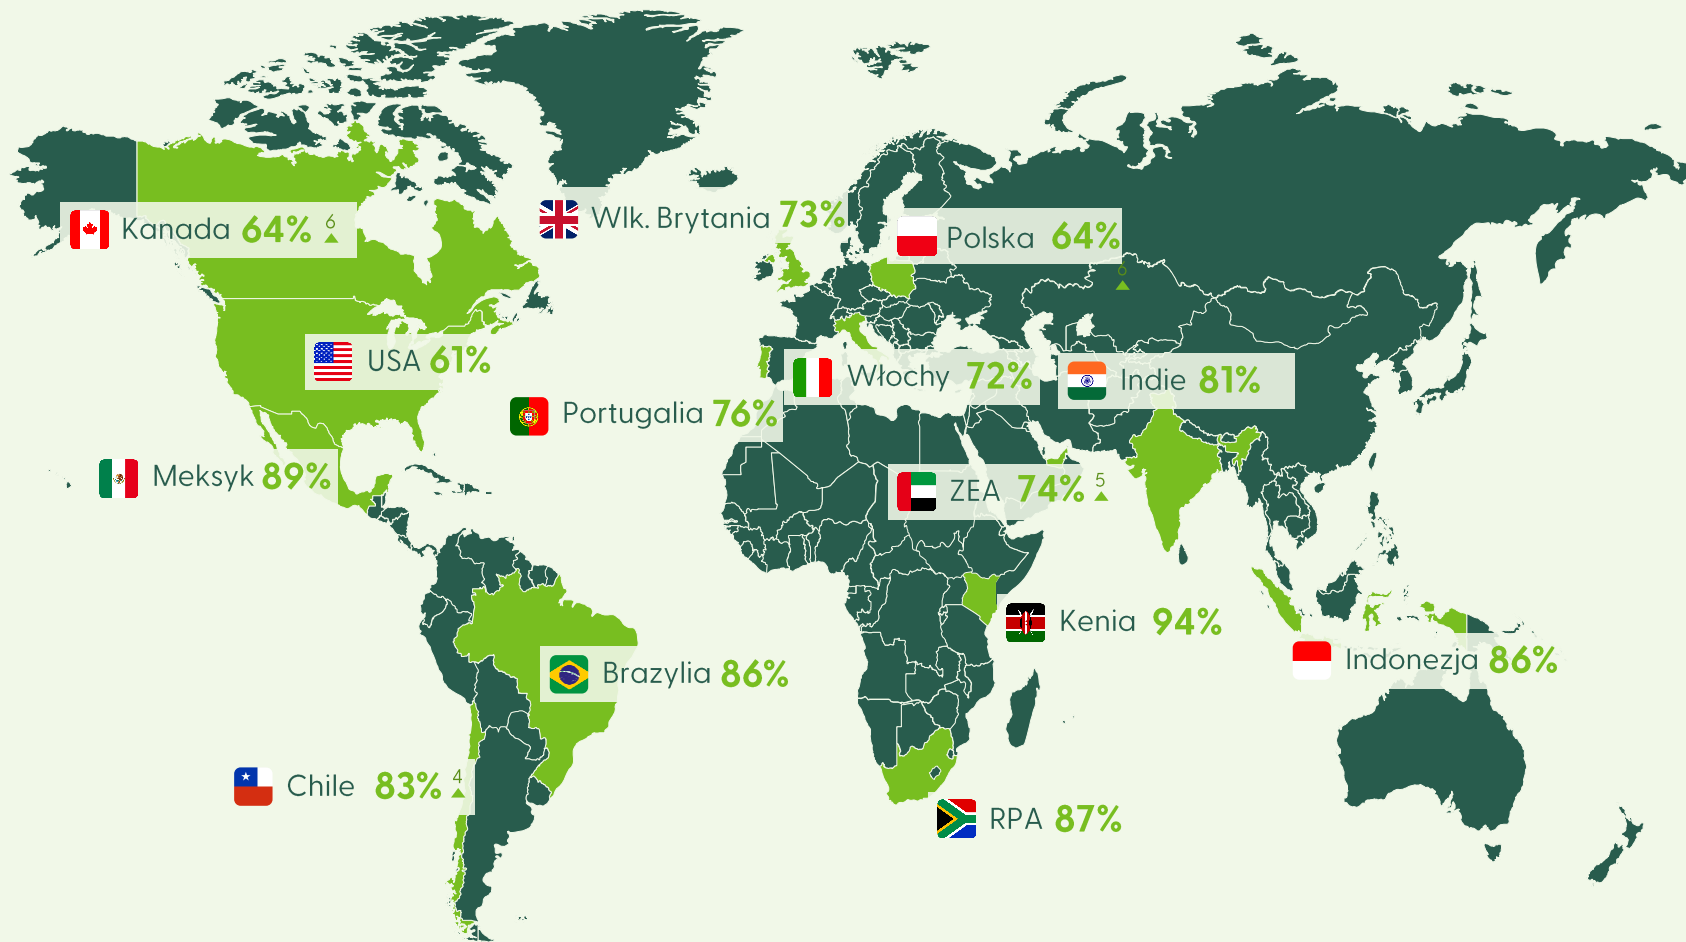 Kanada 64% 6
Wlk. Brytania 73%
Polska 64%
6
USA 61%
Włochy 72%
Indie 81%
Portugalia 76%
Meksyk 89%
ZEA 74% 5
Kenia 94%
Indonezja 86%
Brazylia 86%
Chile 83% 4
RPA 87%